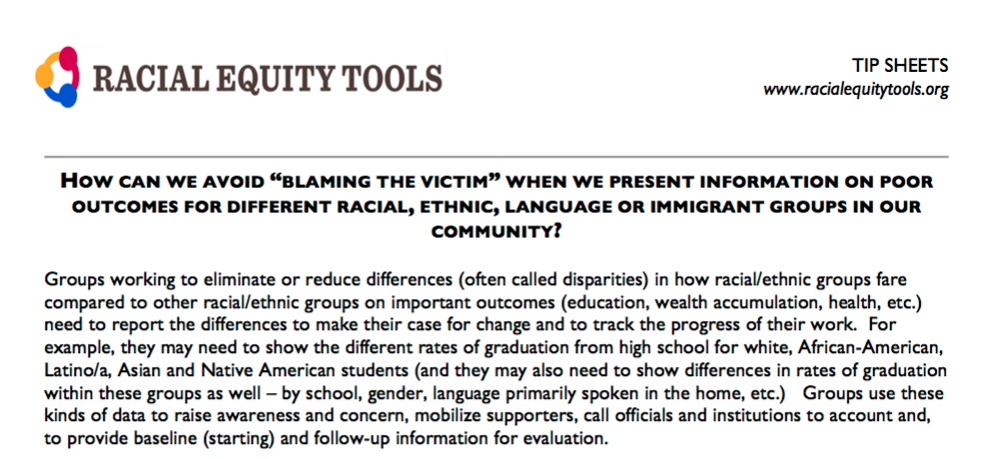 RACIAL EQUITY TOOLS
TIP SHEETS
www.racialequitytools.org
HOW CAN WE AVOID “BLAMING THE VICTIM” WHEN WE PRESENT INFORMATION ON POOR
OUTCOMES FOR DIFFERENT RACIAL, ETHNIC, LANGUAGE OR IMMIGRANT GROUPS IN OUR
COMMUNITY?
Groups working to eliminate or reduce differences (often called disparities) in how racial/ethnic groups fare
compared to other racial/ethnic groups on important outcomes (education, wealth accumulation, health, etc.)
need to report the differences to make their case for change and to track the progress of their work. For
example, they may need to show the different rates of graduation from high school for white, African-American,
Latino/a, Asian and Native American students (and they may also need to show differences in rates of graduation
within these groups as well – by school, gender, language primarily spoken in the home, etc.) Groups use these
kinds of data to raise awareness and concern, mobilize supporters, call officials and institutions to account and,
to provide baseline (starting) and follow-up information for evaluation.